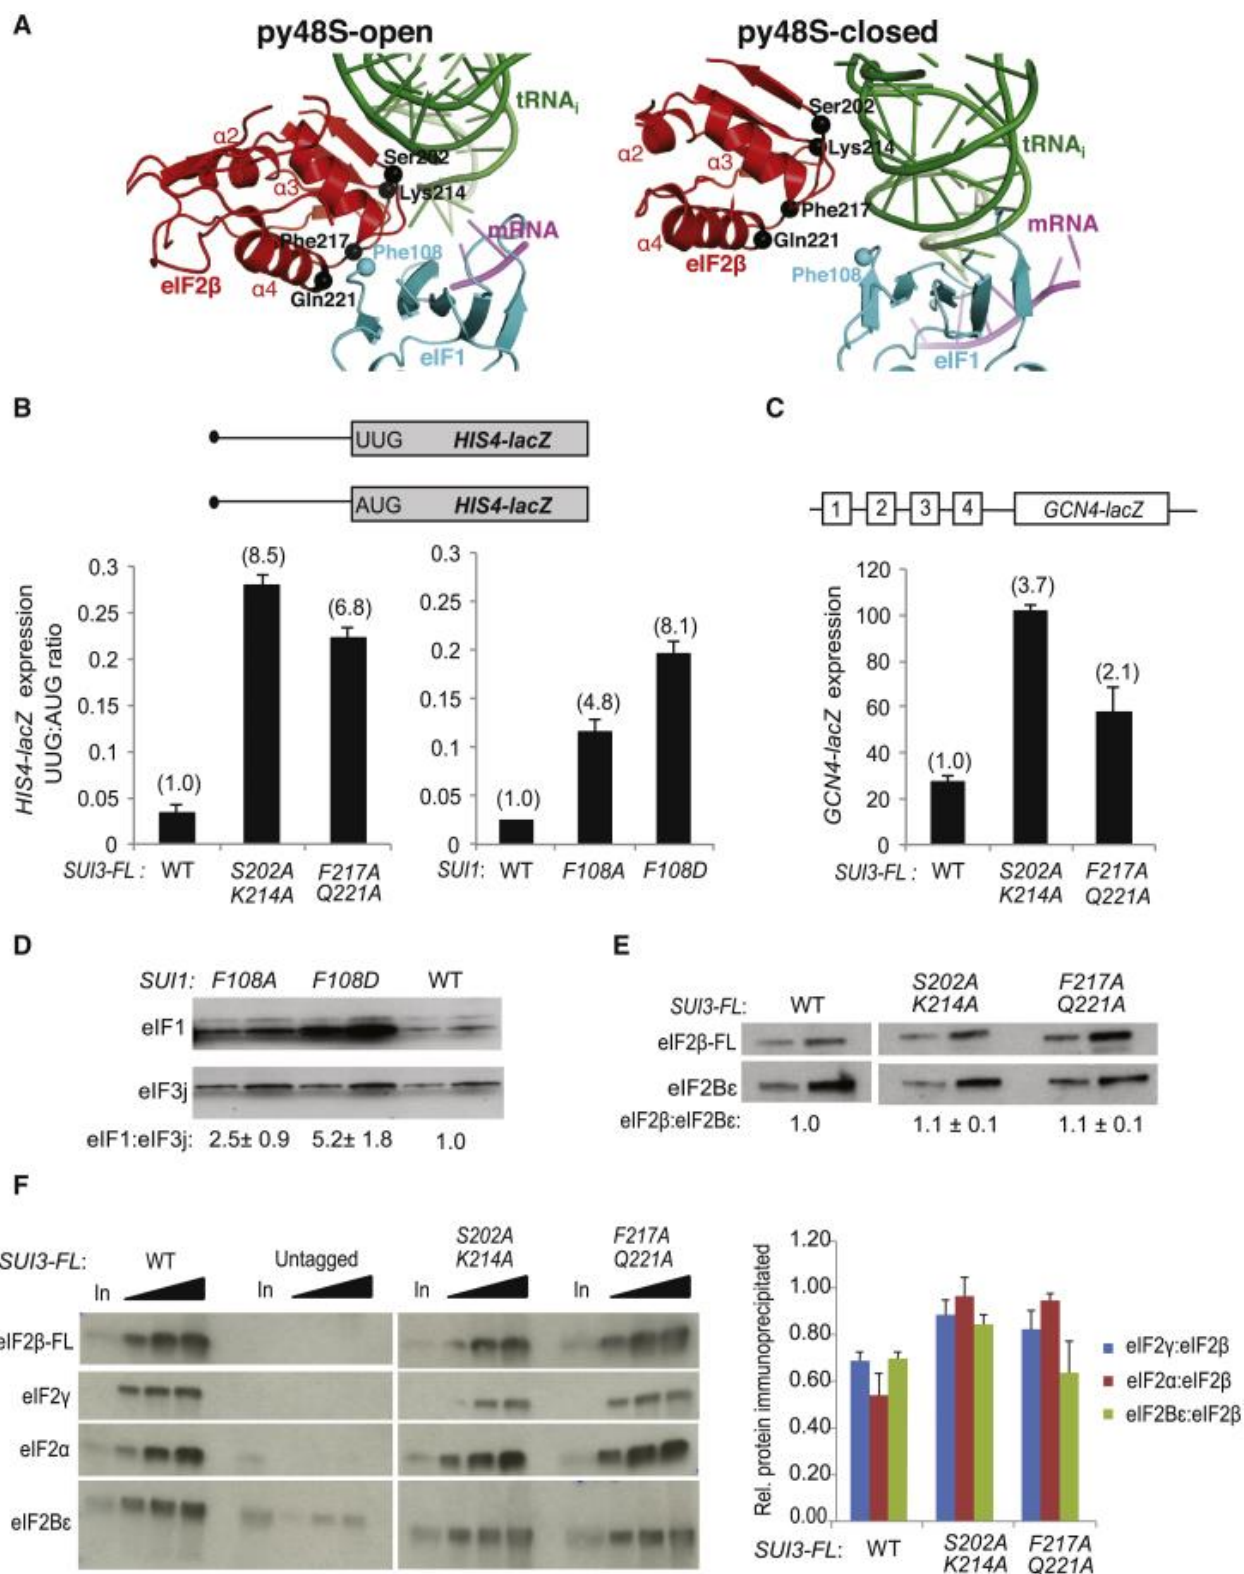 A
py48S-open
py48S-closed
tRNAi
α2
α3
Ser202
Lys214
Phe217
Phe108
mRNA
eIF2β
α4
Gln221
eIF1
Ser202
α2
Lys214
α3
tRNAi
Phe217
mRNA
α4
Gln221
eIF2β
Phe108
eIF1
B
UUG HIS4-lacZ
AUG HIS4-lacZ
HIS4-lacZ expression
UUG:AUG ratio
0.3
0.25
0.2
0.15
0.1
0.05
0
(1.0)
(8.5)
(6.8)
SUI3-FL : WT S202A F217A
K214A Q221A
0.3
0.25
0.2
0.15
0.1
0.05
0
(1.0)
(4.8)
(8.1)
SUI1: WT F108A F108D
C
1 2 3 4 GCN4-lacZ
GCN4-lacZ expression
120
100
80
60
40
20
0
(1.0)
(3.7)
(2.1)
SUI3-FL : WT S202A F217A
K214A Q221A
D
SUI1: F108A F108D WT
eIF1
eIF3j
eIF1:eIF3j: 2.5± 0.9 5.2± 1.8 1.0
E
S202A F217A
SUI3-FL: WT K214A Q221A
eIF2β-FL
eIF2Bε
eIF2β:eIF2Bε: 1.0 1.1 ± 0.1 1.1 ± 0.1
F
S202A F217A
SUI3-FL: WT Untagged K214A Q221A
In In In In
eIF2β-FL
eIF2γ
eIF2α
eIF2Bε
Rel. protein immunoprecipitated
1.20
1.00
0.80
0.60
0.40
0.20
0.00
eIF2γ:eIF2β
eIF2α:eIF2β
eIF2Bε:eIF2β
SUI3-FL: WT S202A F217A
K214A Q221A